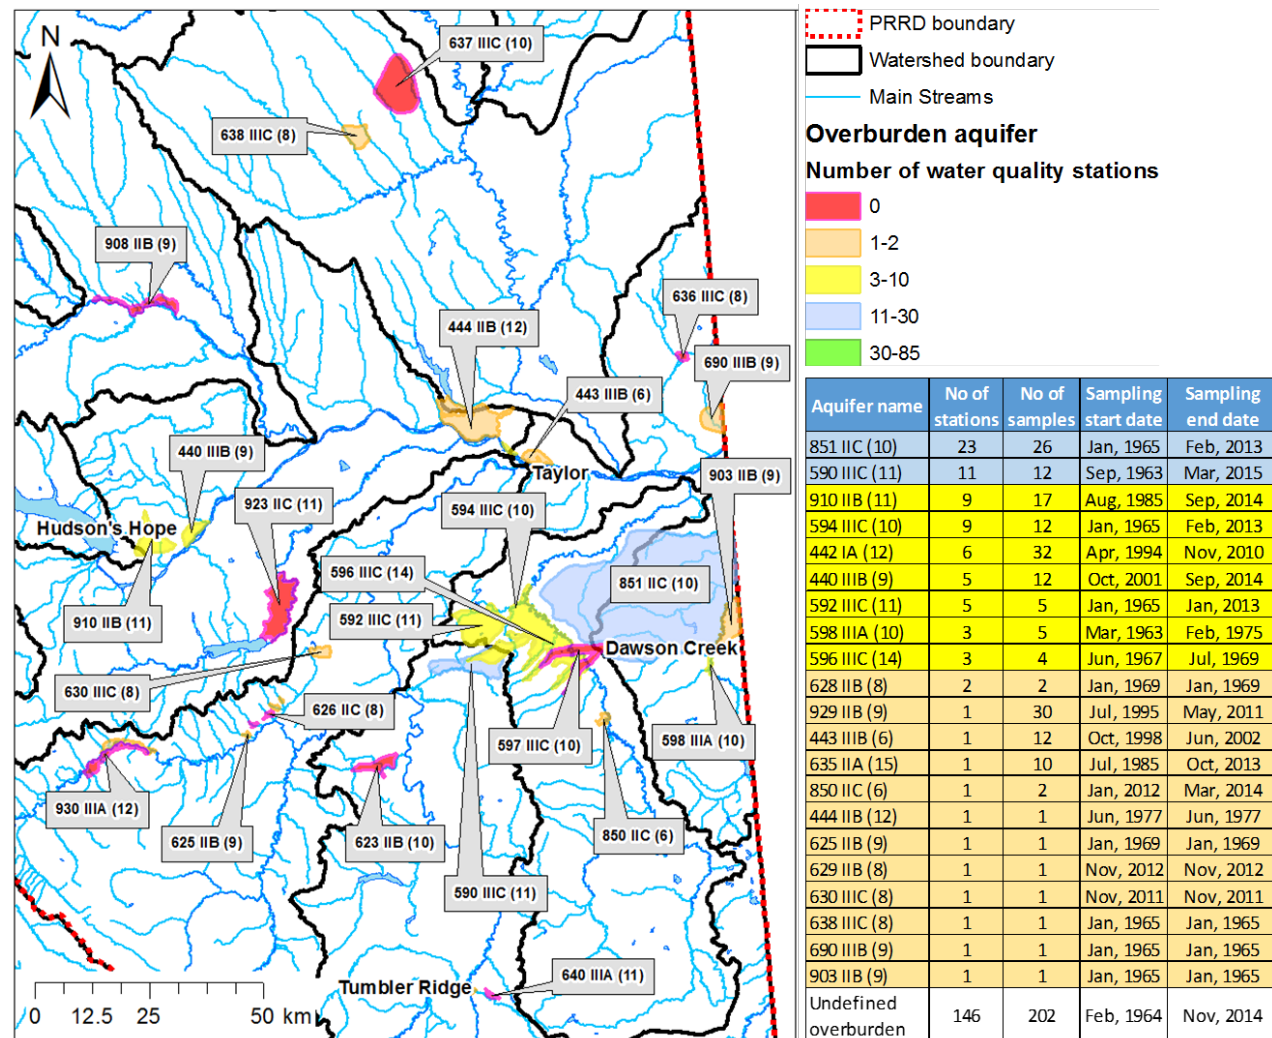 N
637 IIIC (10)
638 IIIC (8)
908 IIB (9)
636 IIIC (8)
444 IIB (12)
690 IIIB (9)
443 IIIB (6)
440 IIIB (9)
903 IIB (9)
Taylor
923 IIC (11)
594 IIIC (10)
Hudson's Hope
596 IIIC (14)
851 IIC (10)
910 IIB (11)
592 IIIC (11)
Dawson Creek
630 IIIC (8)
626 IIC (8)
597 IIIC (10)
598 IIIA (10)
930 IIIA (12)
625 IIB (9)
623 IIB (10)
850 IIC (6)
590 IIIC (11)
640 IIIA (11)
Tumbler Ridge
0 12.5 25 50 km
PRRD boundary
Watershed boundary
Main Streams
Overburden aquifer
Number of water quality stations
0
1-2
3-10
11-30
30-85
Aquifer name No of stations No of samples Sampling start date Sampling end date
851 IIC (10) 23 26 Jan, 1965 Feb, 2013
590 IIIC (11) 11 12 Sep, 1963 Mar, 2015
910 IIB (11) 9 17 Aug, 1985 Sep, 2014
594 IIIC (10) 9 12 Jan, 1965 Feb, 2013
442 IA (12) 6 32 Apr, 1994 Nov, 2010
440 IIIB (9) 5 12 Oct, 2001 Sep, 2014
592 IIIC (11) 5 5 Jan, 1965 Jan, 2013
598 IIIA (10) 3 5 Mar, 1963 Feb, 1975
596 IIIC (14) 3 4 Jun, 1967 Jul, 1969
628 IIB (8) 2 2 Jan, 1969 Jan, 1969
929 IIB (9) 1 30 Jul, 1995 May, 2011
443 IIIB (6) 1 12 Oct, 1998 Jun, 2002
635 IIA (15) 1 10 Jul, 1985 Oct, 2013
850 IIC (6) 1 2 Jan, 2012 Mar, 2014
444 IIB (12) 1 1 Jun, 1977 Jun, 1977
625 IIB (9) 1 1 Jan, 1969 Jan, 1969
629 IIB (8) 1 1 Nov, 2012 Nov, 2012
630 IIIC (8) 1 1 Nov, 2011 Nov, 2011
638 IIIC (8) 1 1 Jan, 1965 Jan, 1965
690 IIIB (9) 1 1 Jan, 1965 Jan, 1965
903 IIB (9) 1 1 Jan, 1965 Jan, 1965
Undefined overburden 146 202 Feb, 1964 Nov, 2014